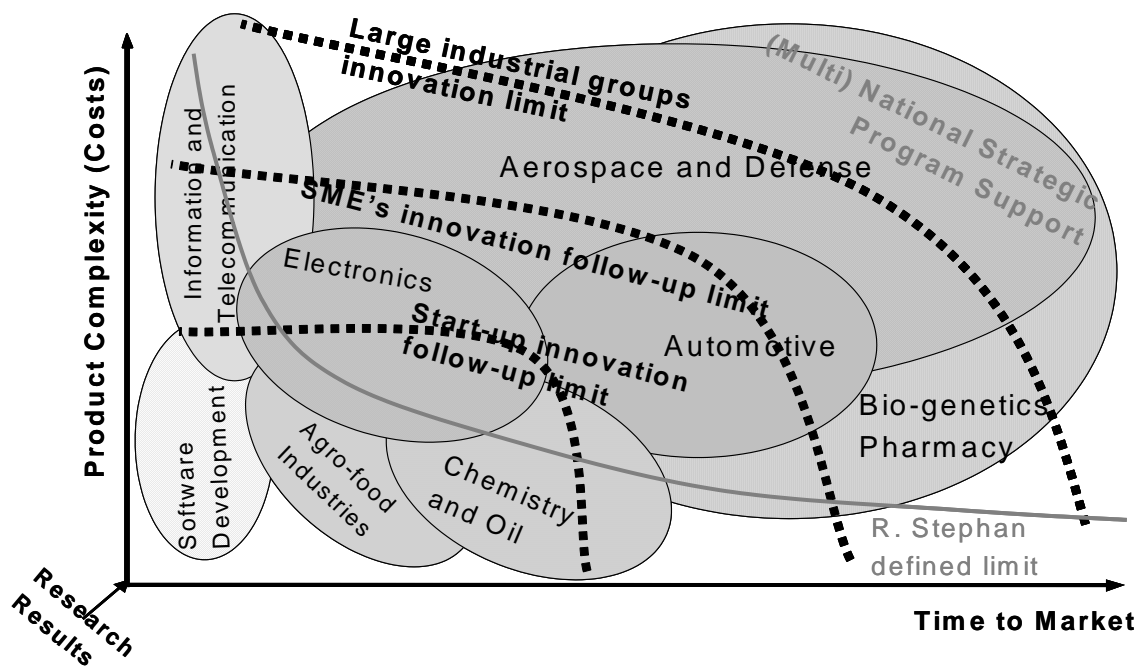 Large industrial groups
innovation limit
(Multi) National Strategic
Program Support
Product Complexity (Costs)
Information and
Telecomunication
Aerospace and Defense
SME's innovation follow-up limit
Electronics
Start-up innovation
follow-up limit
Automotive
Bio-genetics
Pharmacy
Software
Development
Agro-food
Industries
Chemistry
and Oil
R. Stephan
defined limit
Research
Results
Time to Market